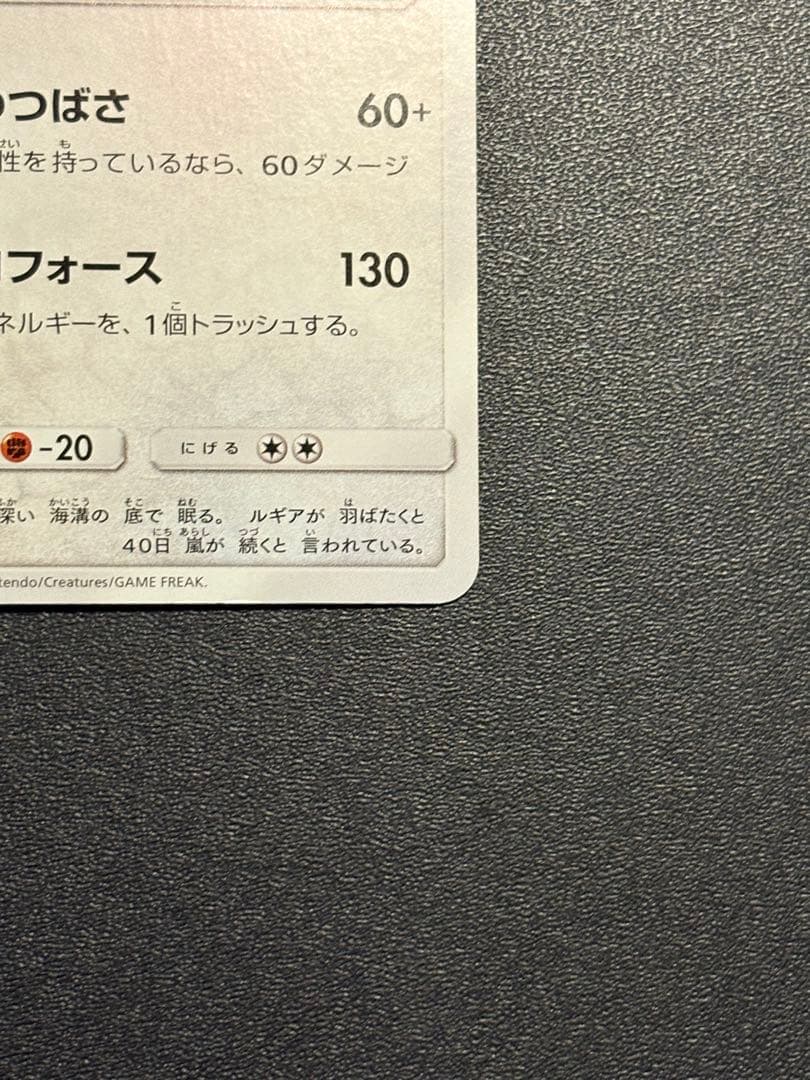 つばさ 60+
性を持っているなら、60ダメージ
フォース 130
ネルギーを、1個トラッシュする。
-20 にげる
深い 海溝の 底で 眠る。 ルギアが 羽ばたくと
40日 嵐が 続くと 言われている。
tendo/Creatures/GAME FREAK.